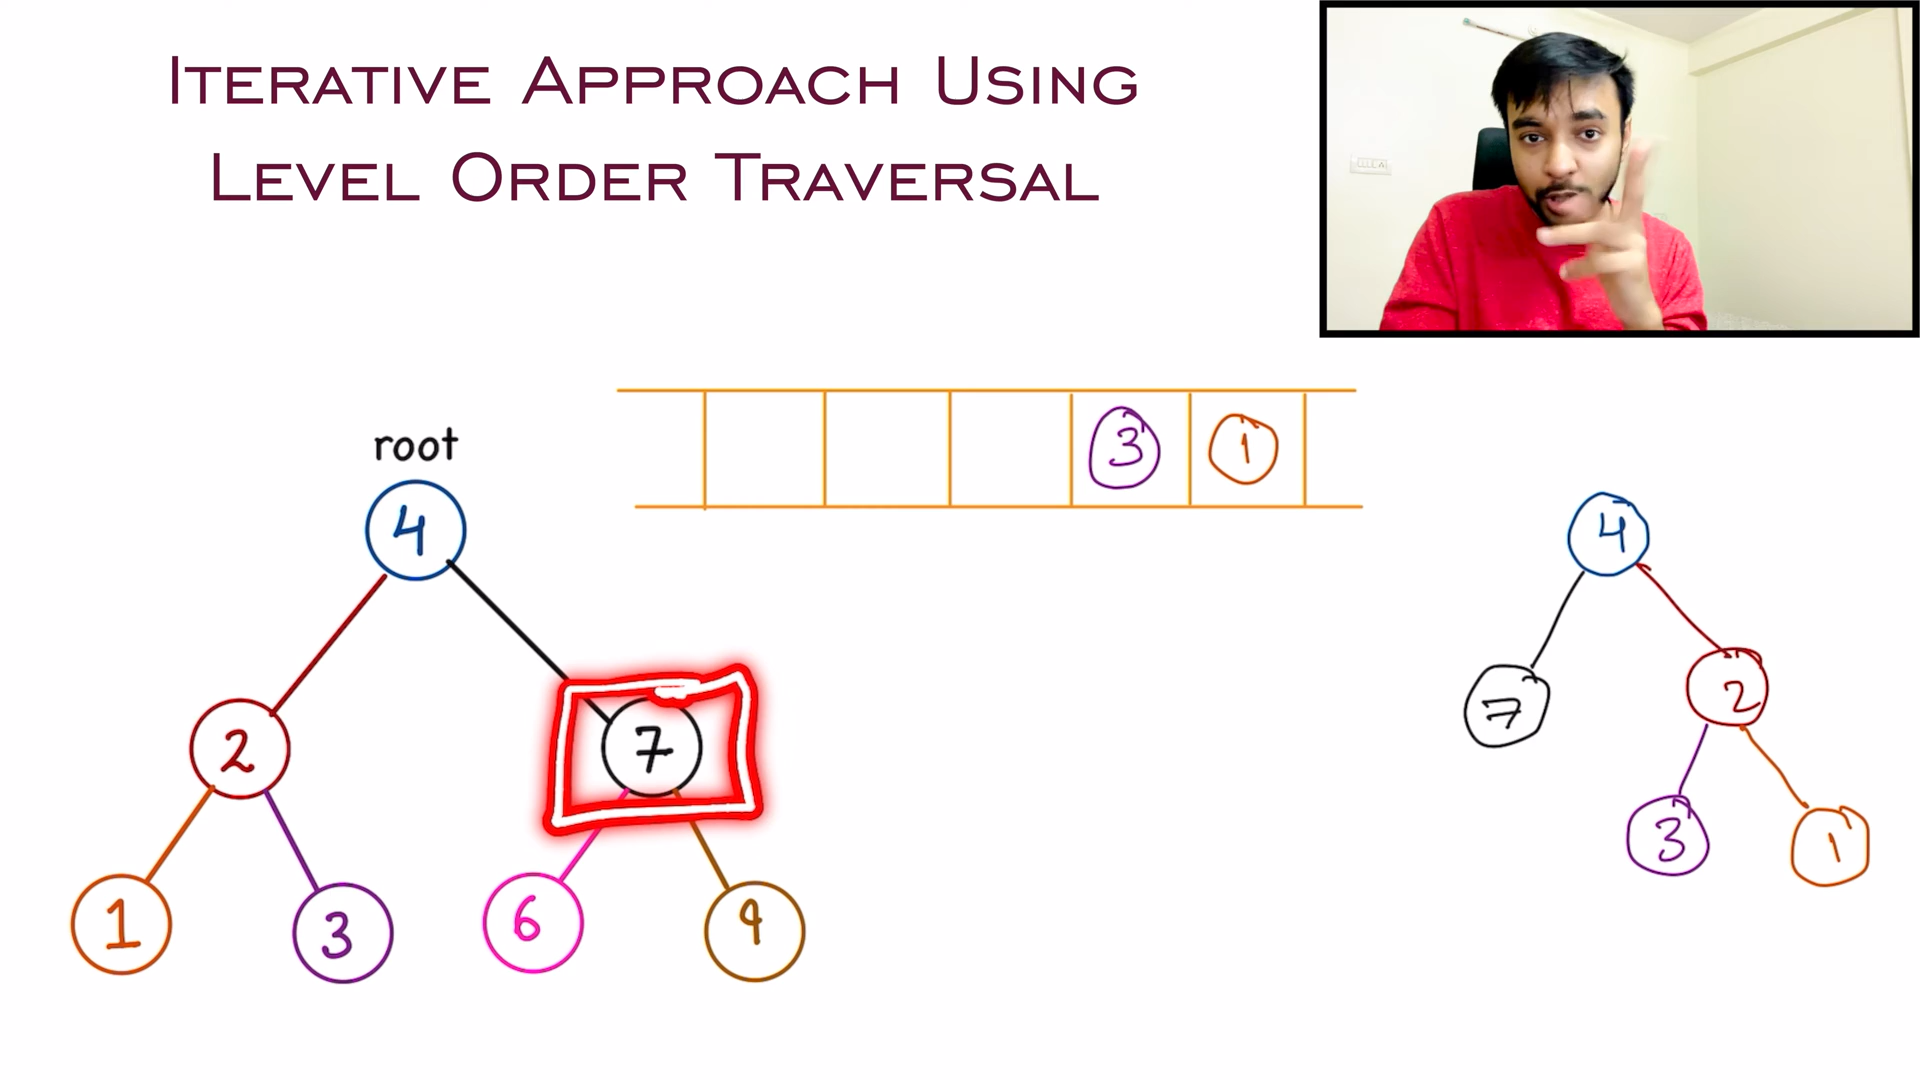 ITERATIVE APPROACH USING
LEVEL ORDER TRAVERSAL
3 1
root
4
2 7
1 3 6 9
4
7 2
3 1